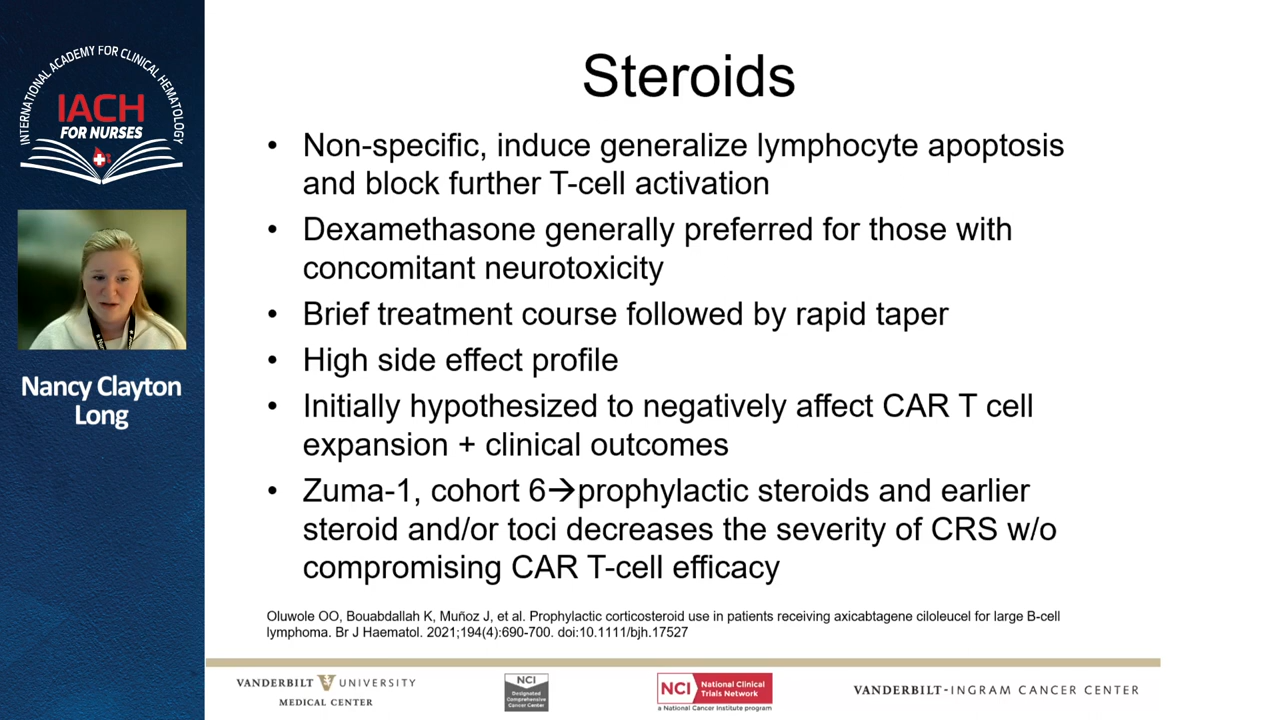 INTERNATIONAL ACADEMY FOR CLINICAL HEMATOLOGY
IACH
FOR NURSES
Nancy Clayton
Long
Steroids
• Non-specific, induce generalize lymphocyte apoptosis
and block further T-cell activation
• Dexamethasone generally preferred for those with
concomitant neurotoxicity
• Brief treatment course followed by rapid taper
• High side effect profile
• Initially hypothesized to negatively affect CAR T cell
expansion + clinical outcomes
• Zuma-1, cohort 6→prophylactic steroids and earlier
steroid and/or toci decreases the severity of CRS w/o
compromising CAR T-cell efficacy
Oluwole OO, Bouabdallah K, Muñoz J, et al. Prophylactic corticosteroid use in patients receiving axicabtagene ciloleucel for large B-cell
lymphoma. Br J Haematol. 2021;194(4):690-700. doi:10.1111/bjh.17527
VANDERBILT V UNIVERSITY
MEDICAL CENTER
NCI
Designated
Comprehensive
Cancer Center
NCI National Clinical
Trials Network
a National Cancer Institute program
VANDERBILT-INGRAM CANCER CENTER